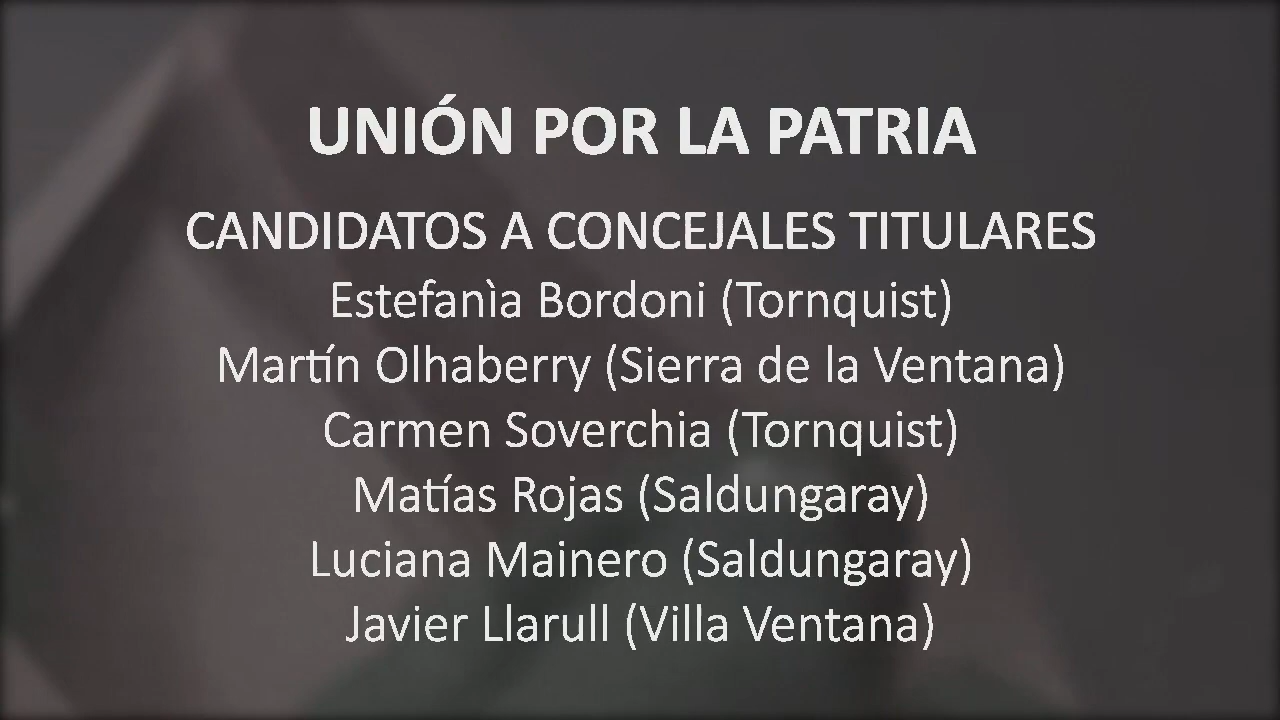 UNIÓN POR LA PATRIA
CANDIDATOS A CONCEJALES TITULARES
Estefanìa Bordoni (Tornquist)
Martín Olhaberry (Sierra de la Ventana)
Carmen Soverchia (Tornquist)
Matías Rojas (Saldungaray)
Luciana Mainero (Saldungaray)
Javier Llarull (Villa Ventana)